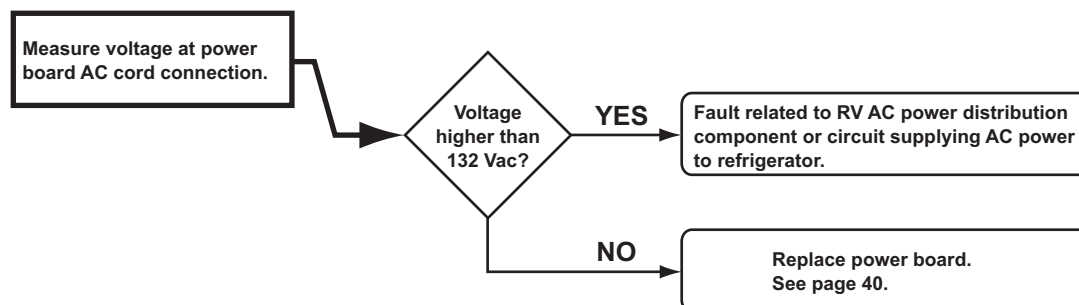 Measure voltage at power
board AC cord connection.
Voltage
higher than
132 Vac?
YES
Fault related to RV AC power distribution
component or circuit supplying AC power
to refrigerator.
NO
Replace power board.
See page 40.